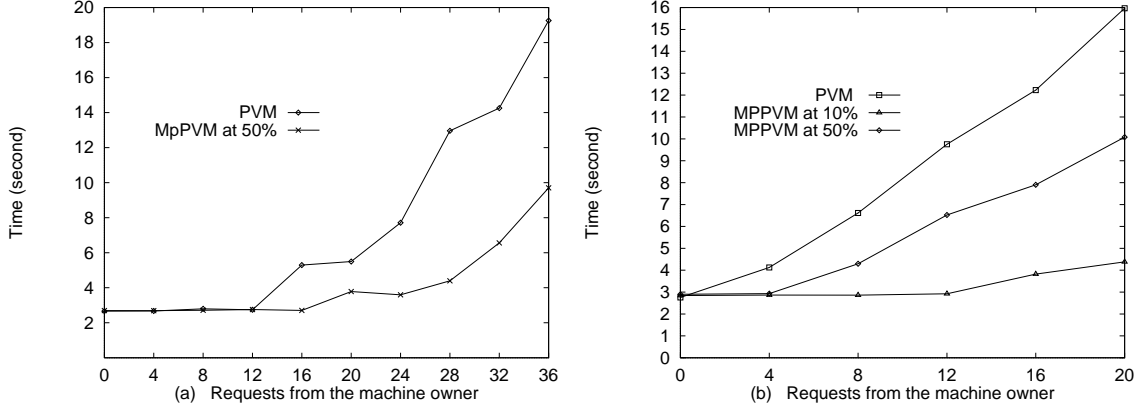 20
18
16
14
12
10
8
6
4
2
Time (second)
PVM
MpPVM at 50%
0 4 8 12 16 20 24 28 32 36
(a) Requests from the machine owner
16
15
14
13
12
11
10
9
8
7
6
5
4
3
2
1
0
Time (second)
PVM
MPPVM at 10%
MPPVM at 50%
0 4 8 12 16 20
(b) Requests from the machine owner